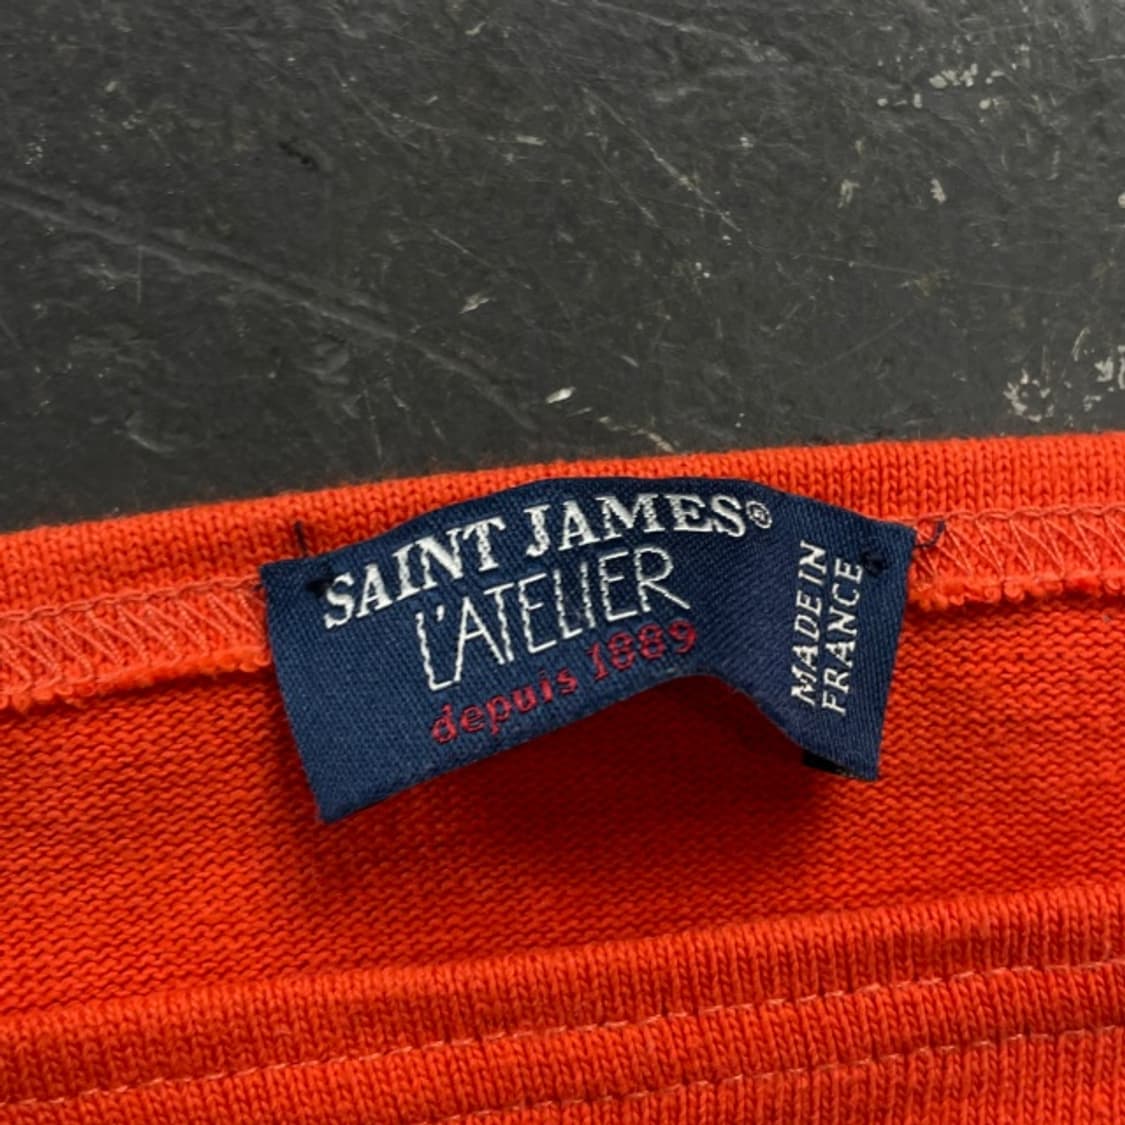 SAINT JAMES®
L'ATELIER
depuis 1889
MADE IN
FRANCE